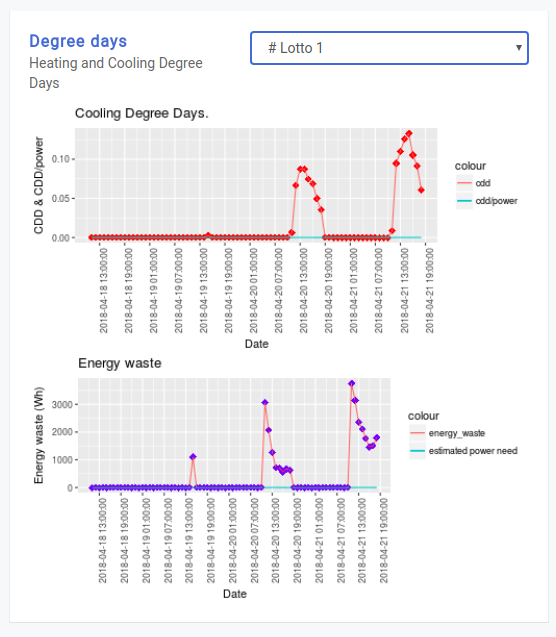 Degree days
Heating and Cooling Degree
Days
# Lotto 1
Cooling Degree Days.
CDD & CDD/power
0.10
0.05
0.00
2018-04-18 13:00:00
2018-04-18 19:00:00
2018-04-19 01:00:00
2018-04-19 07:00:00
2018-04-19 13:00:00
2018-04-19 19:00:00
2018-04-20 01:00:00
2018-04-20 07:00:00
2018-04-20 13:00:00
2018-04-20 19:00:00
2018-04-21 01:00:00
2018-04-21 07:00:00
2018-04-21 13:00:00
2018-04-21 19:00:00
Date
colour
cdd
cdd/power
Energy waste
Energy waste (Wh)
3000
2000
1000
0
2018-04-18 13:00:00
2018-04-18 19:00:00
2018-04-19 01:00:00
2018-04-19 07:00:00
2018-04-19 13:00:00
2018-04-19 19:00:00
2018-04-20 01:00:00
2018-04-20 07:00:00
2018-04-20 13:00:00
2018-04-20 19:00:00
2018-04-21 01:00:00
2018-04-21 07:00:00
2018-04-21 13:00:00
2018-04-21 19:00:00
Date
colour
energy_waste
estimated power need